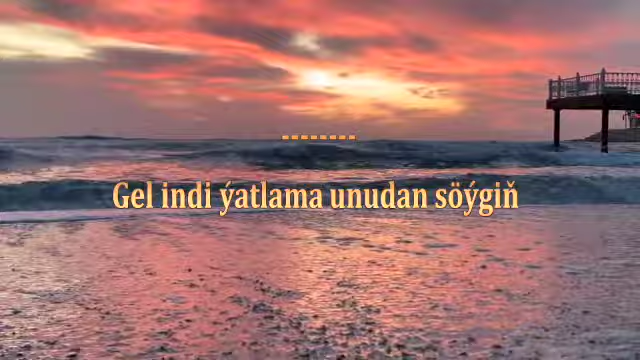 ........
Gel indi ýatlama unudan söýgiň